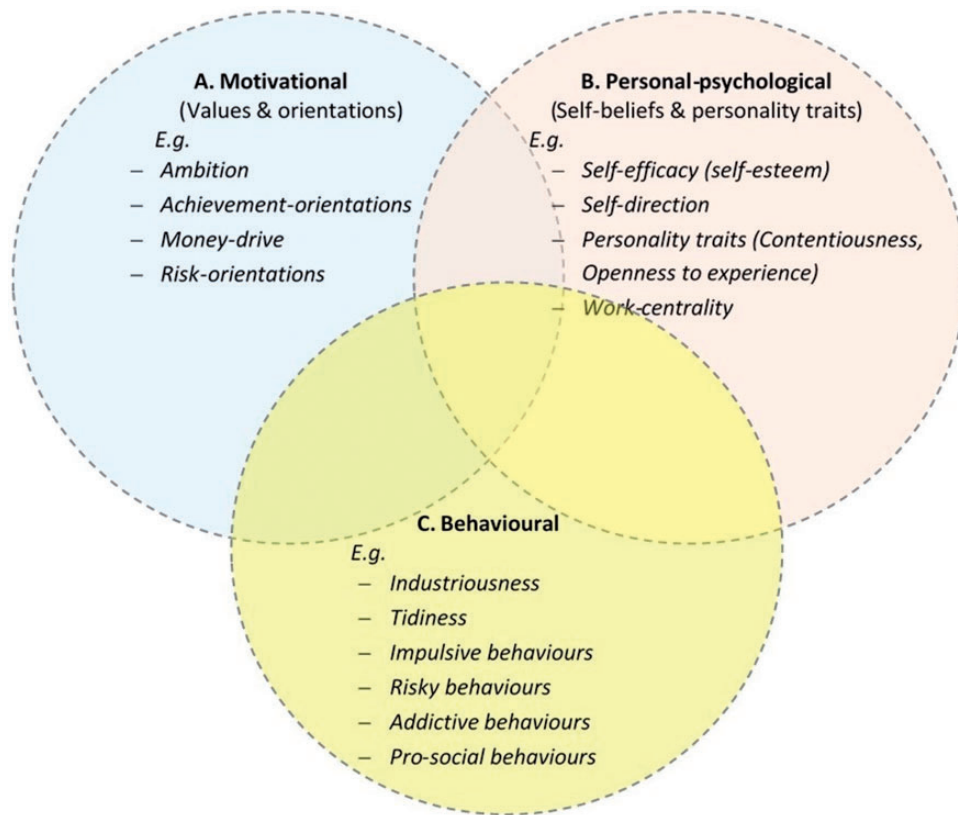 A. Motivational
(Values & orientations)
E.g.
– Ambition
– Achievement-orientations
– Money-drive
– Risk-orientations
B. Personal-psychological
(Self-beliefs & personality traits)
E.g.
– Self-efficacy (self-esteem)
– Self-direction
– Personality traits (Contentiousness,
Openness to experience)
– Work-centrality
C. Behavioural
E.g.
– Industriousness
– Tidiness
– Impulsive behaviours
– Risky behaviours
– Addictive behaviours
– Pro-social behaviours